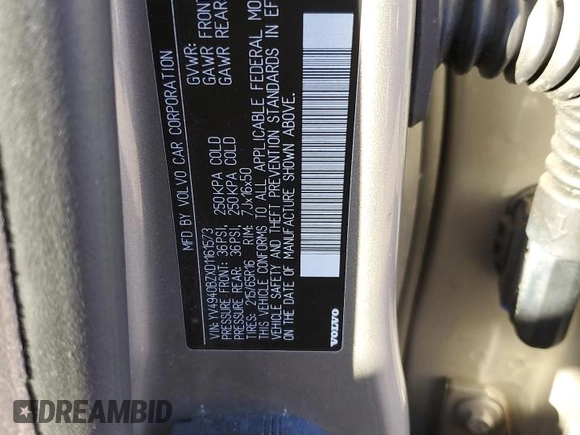 MFD BY VOLVO CAR CORPORATION
GVWR:
GAWR FRONT
GAWR REAR
VIN: YV4940BZXD1161573
PRESSURE FRONT: 36PSI, 250KPA COLD
PRESSURE REAR: 36PSI, 250KPA COLD
TIRES: 215/65R16 RIM: 7Jx16x50
THIS VEHICLE CONFORMS TO ALL APPLICABLE FEDERAL MO
VEHICLE SAFETY AND THEFT PREVENTION STANDARDS IN EF
ON THE DATE OF MANUFACTURE SHOWN ABOVE.
VOLVO
DREAMBID